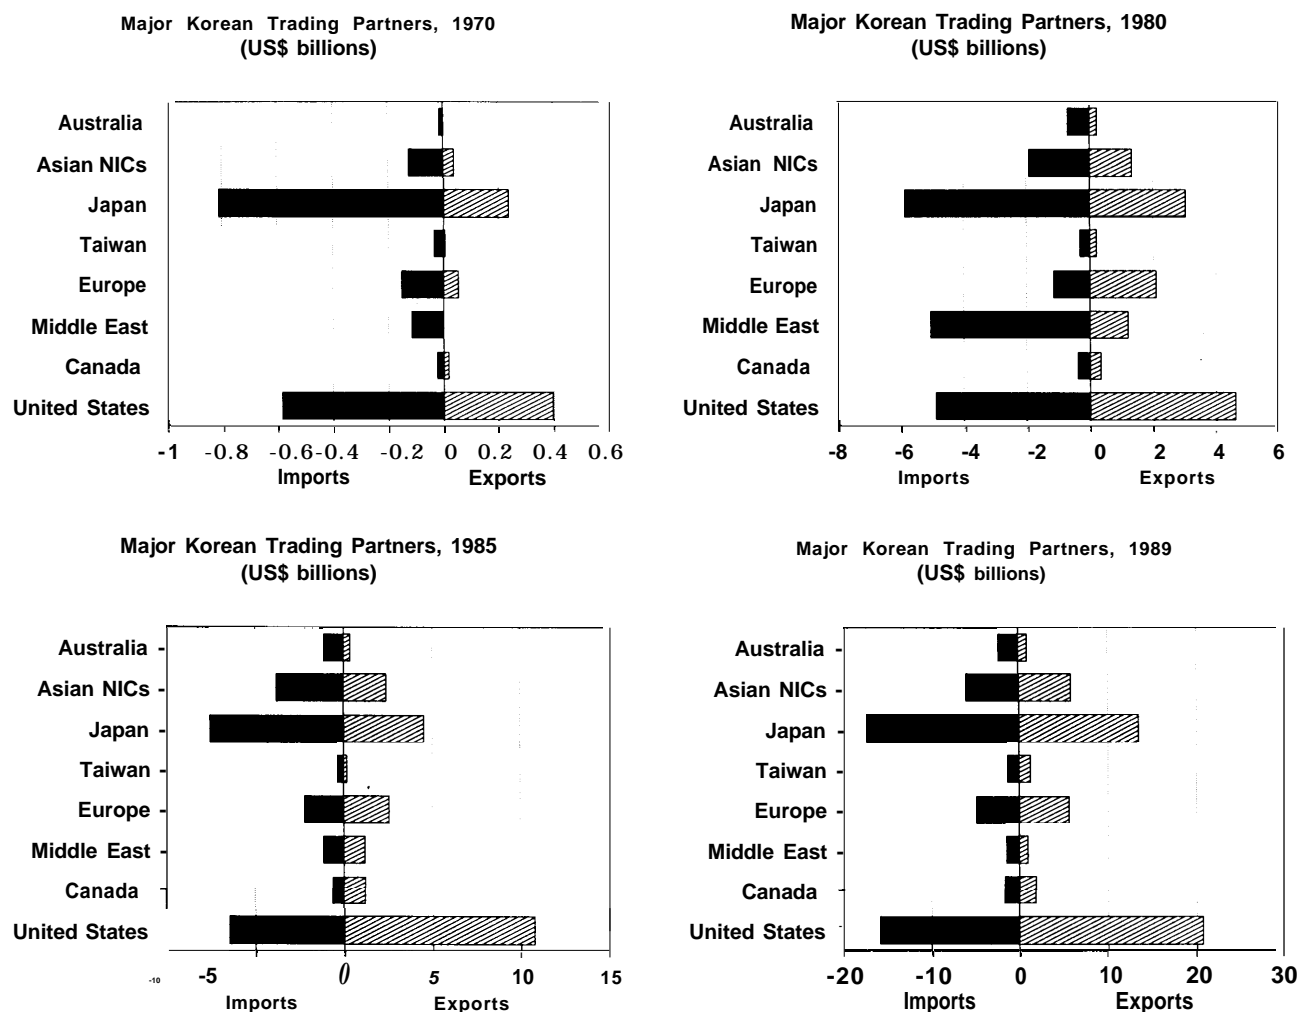 Major Korean Trading Partners, 1970
(US$ billions)
Australia
Asian NICs
Japan
Taiwan
Europe
Middle East
Canada
United States
-1 -0.8 -0.6-0.4 -0.2 0 0.2 0.4 0.6
Imports Exports
Major Korean Trading Partners, 1980
(US$ billions)
Australia
Asian NICs
Japan
Taiwan
Europe
Middle East
Canada
United States
-8 -6 -4 -2 0 2 4 6
Imports Exports
Major Korean Trading Partners, 1985
(US$ billions)
Australia
Asian NICs
Japan
Taiwan
Europe
Middle East
Canada
United States
-10 -5 0 5 10 15
Imports Exports
Major Korean Trading Partners, 1989
(US$ billions)
Australia
Asian NICs
Japan
Taiwan
Europe
Middle East
Canada
United States
-20 -10 0 10 20 30
Imports Exports